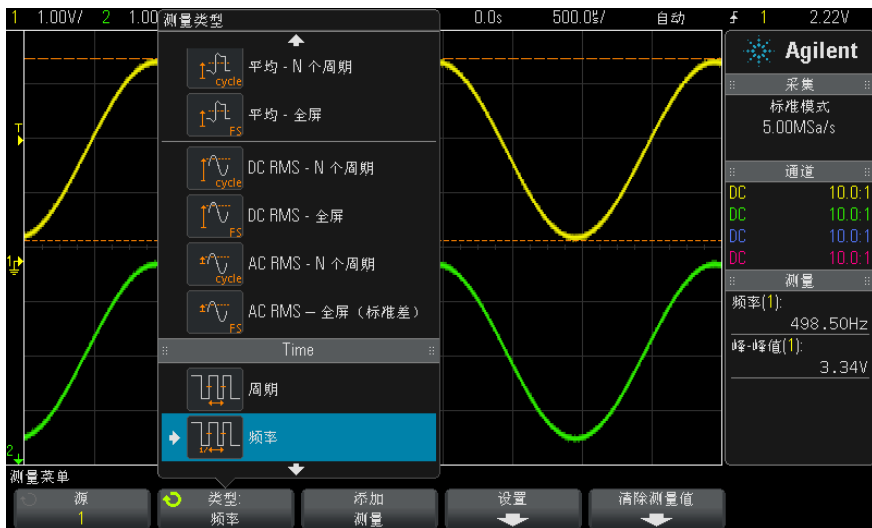 1 1.00V/ 2 1.00 0.0s 500.0㎲/ 自动 1 2.22V
测量类型
平均 - N 个周期
cycle
平均 - 全屏
FS
DC RMS - N 个周期
cycle
DC RMS - 全屏
FS
AC RMS - N 个周期
cycle
AC RMS – 全屏（标准差）
FS
Time
周期
频率
1/
T
1
2
Agilent
采集
标准模式
5.00MSa/s
通道
DC 10.0:1
DC 10.0:1
DC 10.0:1
DC 10.0:1
测量
频率(1):
498.50Hz
峰-峰值(1):
3.34V
测量菜单
源
1
类型:
频率
添加
测量
设置
清除测量值